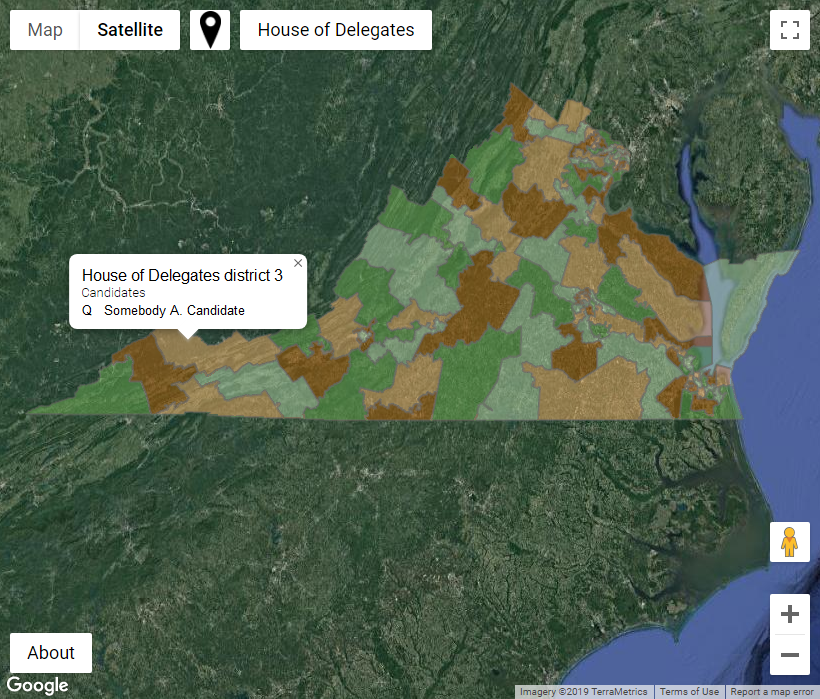 Map
Satellite
House of Delegates
House of Delegates district 3
Candidates
Q Somebody A. Candidate
About
Google
Imagery ©2019 TerraMetrics
Terms of Use
Report a map error